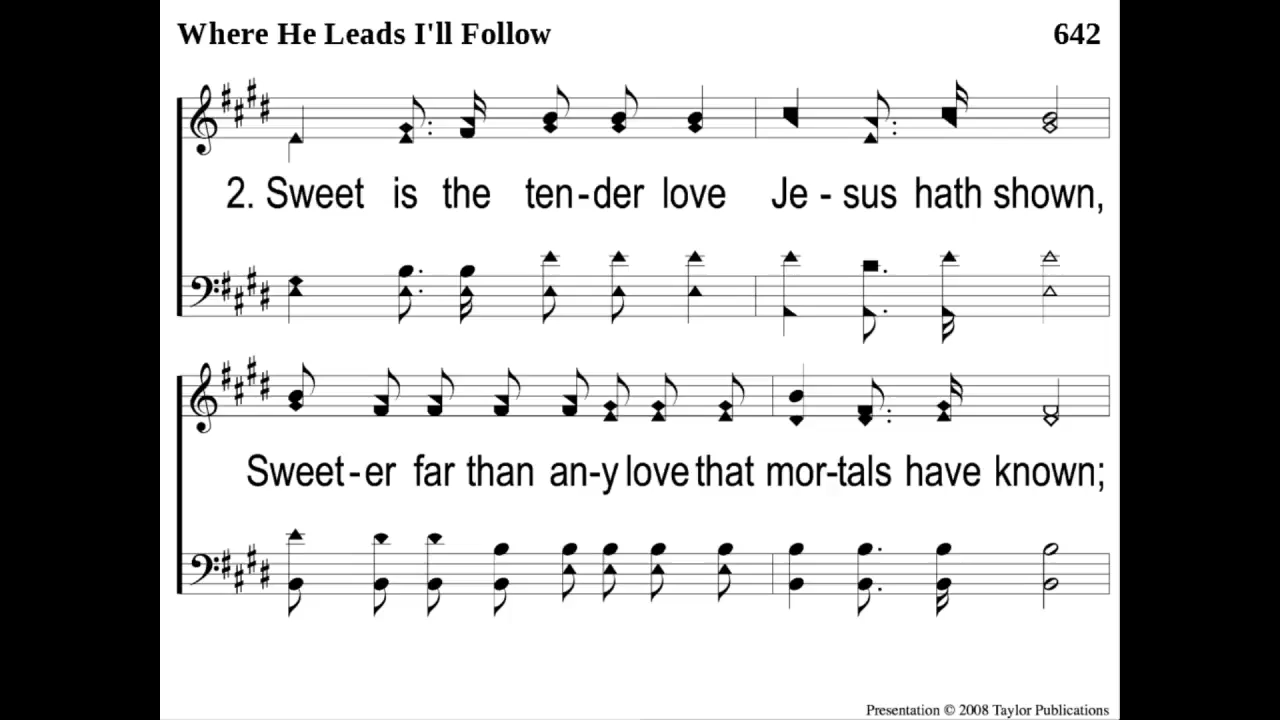 Where He Leads I'll Follow 642
2. Sweet is the ten-der love Je - sus hath shown,
Sweet-er far than an-y love that mor-tals have known;
Presentation © 2008 Taylor Publications